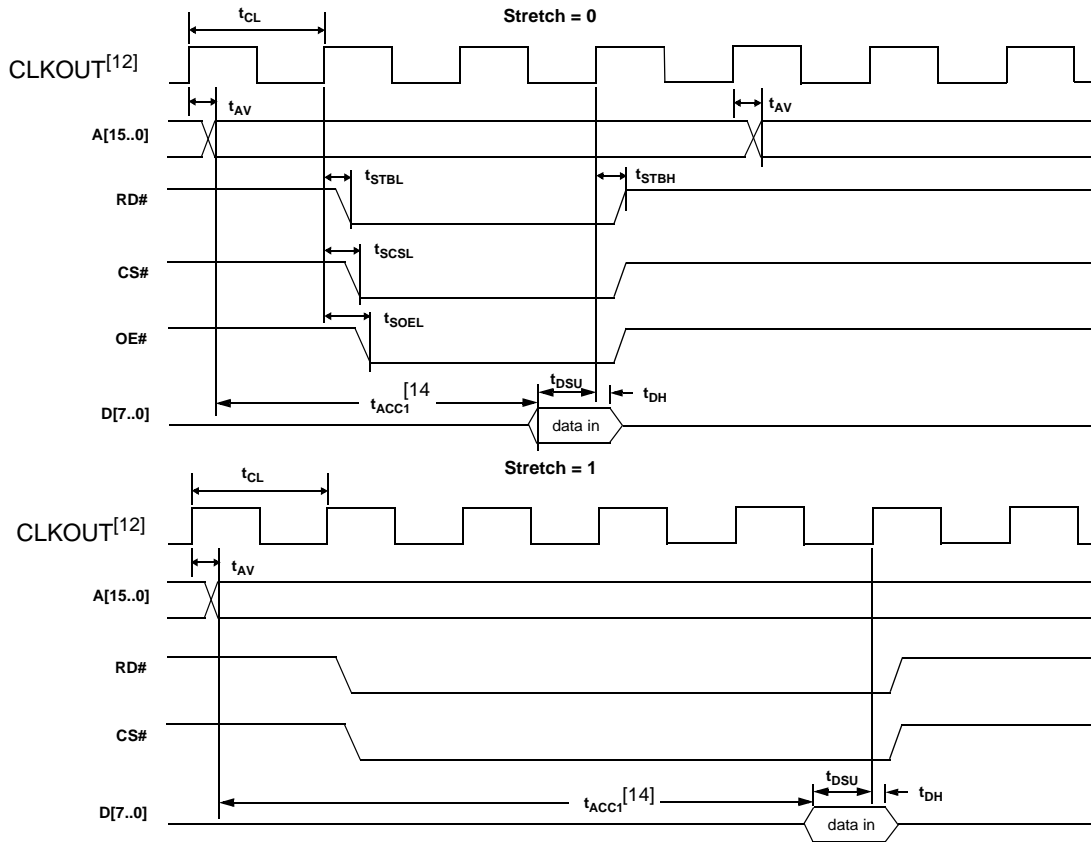 Stretch = 0
tCL
CLKOUT[12]
tAV
tAV
A[15..0]
tSTBL
tSTBH
RD#
tSCSL
CS#
tSOEL
OE#
tDSU
[14
tACC1
tDH
D[7..0]
data in
Stretch = 1
tCL
CLKOUT[12]
tAV
A[15..0]
RD#
CS#
tDSU
tACC1[14]
tDH
D[7..0]
data in